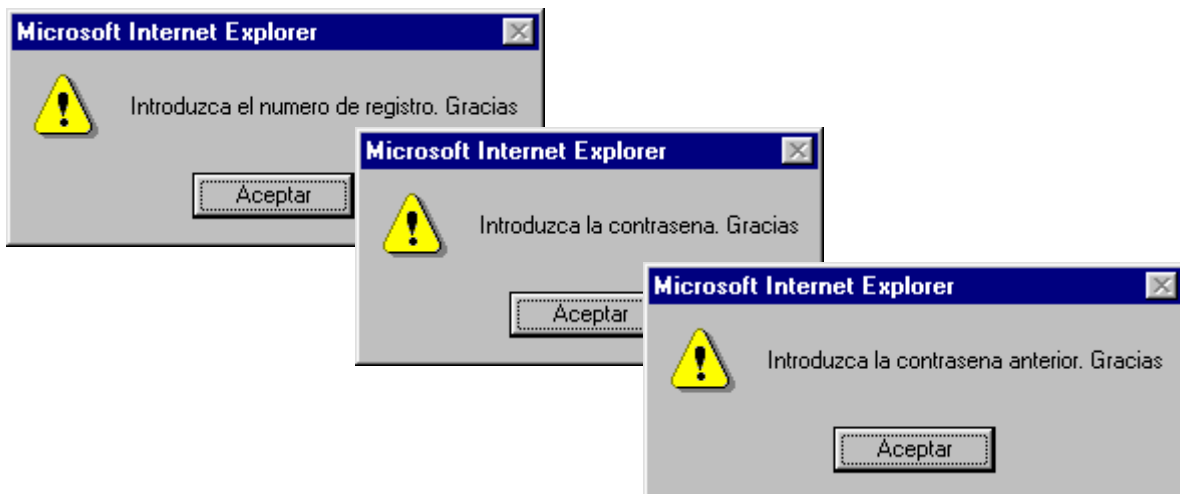 Microsoft Internet Explorer
Introduzca el numero de registro. Gracias
Aceptar
Microsoft Internet Explorer
Introduzca la contrasena. Gracias
Aceptar
Microsoft Internet Explorer
Introduzca la contrasena anterior. Gracias
Aceptar